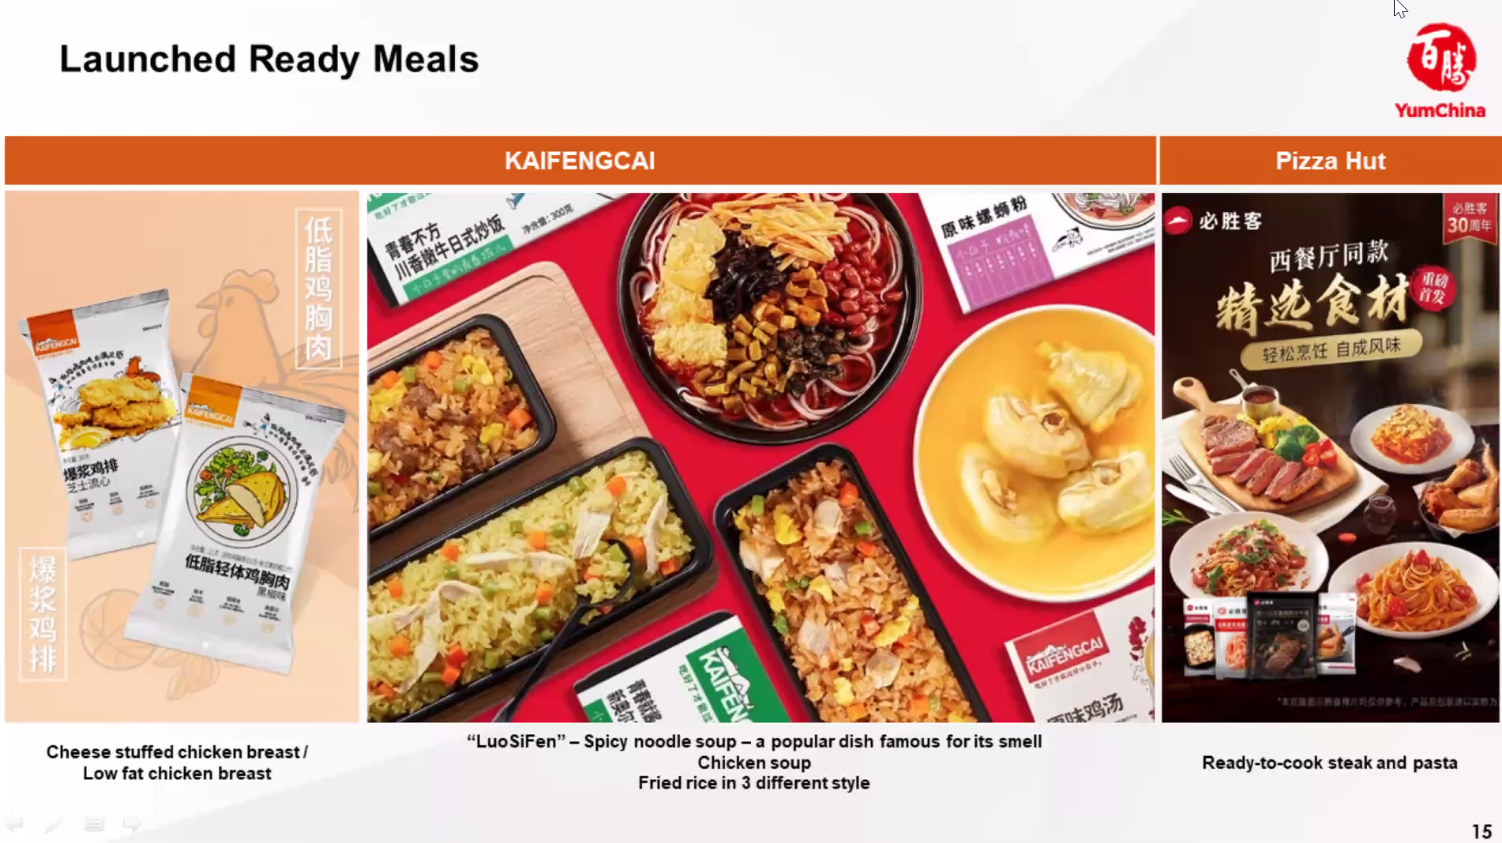 Launched Ready Meals
百勝
YumChina
KAIFENGCAI
Pizza Hut
低脂鸡胸肉
KAIFENGCAI
爆浆鸡排
芝士流心
KAIFENGCAI
低脂轻体鸡胸肉
黑椒味
爆浆鸡排
青春不方
川香嫩牛日式炒饭
净含量:300克
原味螺蛳粉
KAIFENGCAI
原味鸡汤
KAIFEN
必胜客
必胜客
30周年
西餐厅同款
精选食材
重磅
首发
轻松烹饪 自成风味
Cheese stuffed chicken breast /
Low fat chicken breast
“LuoSiFen” – Spicy noodle soup – a popular dish famous for its smell
Chicken soup
Fried rice in 3 different style
Ready-to-cook steak and pasta
15